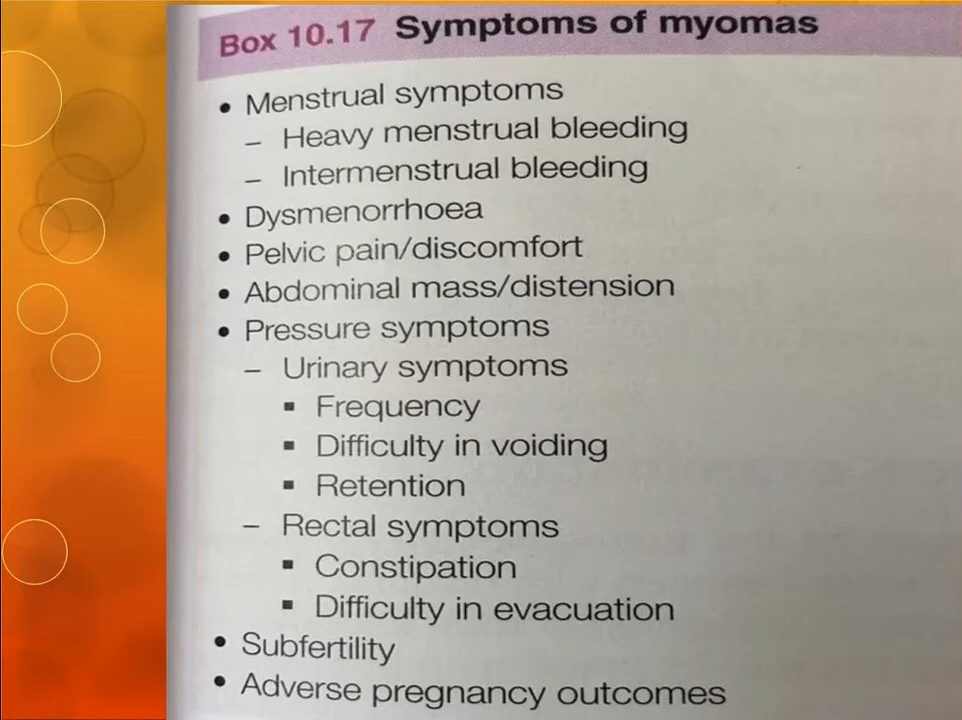 Box 10.17 Symptoms of myomas
• Menstrual symptoms
– Heavy menstrual bleeding
– Intermenstrual bleeding
• Dysmenorrhoea
• Pelvic pain/discomfort
• Abdominal mass/distension
• Pressure symptoms
– Urinary symptoms
▪ Frequency
▪ Difficulty in voiding
▪ Retention
– Rectal symptoms
▪ Constipation
▪ Difficulty in evacuation
• Subfertility
• Adverse pregnancy outcomes